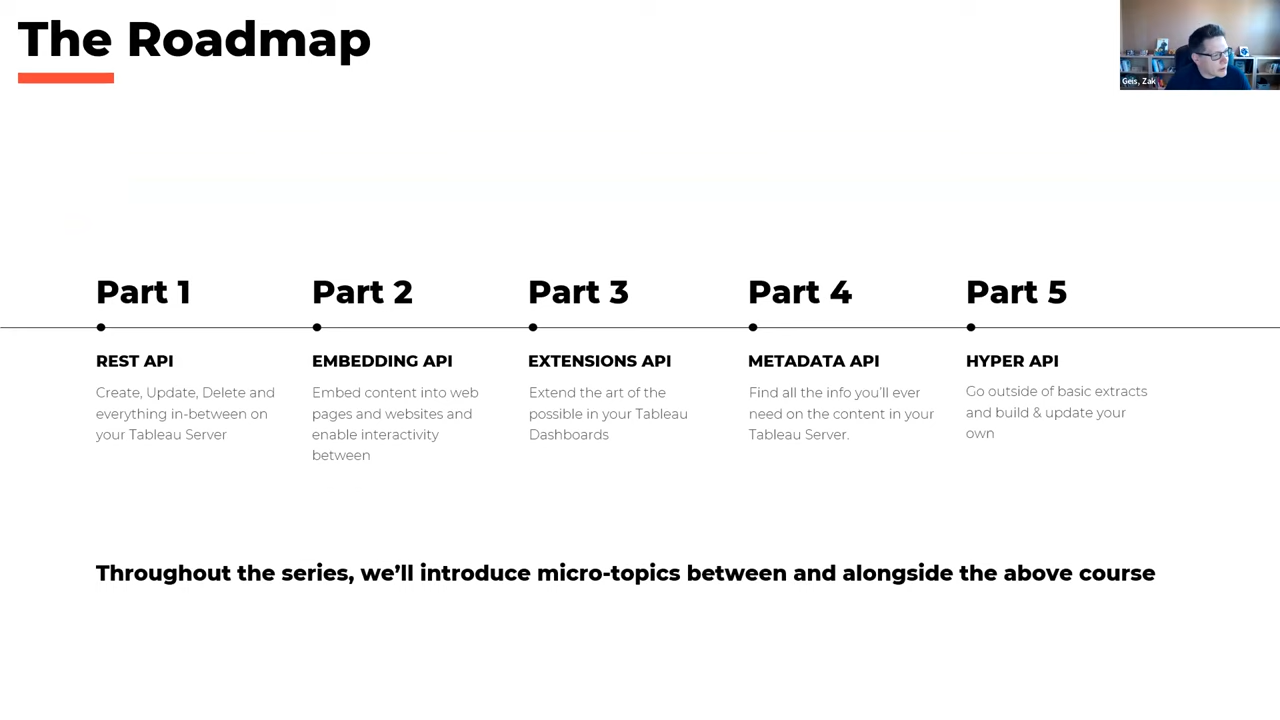 The Roadmap
Geis, Zak
Part 1
REST API
Create, Update, Delete and
everything in-between on
your Tableau Server
Part 2
EMBEDDING API
Embed content into web
pages and websites and
enable interactivity
between
Part 3
EXTENSIONS API
Extend the art of the
possible in your Tableau
Dashboards
Part 4
METADATA API
Find all the info you’ll ever
need on the content in your
Tableau Server.
Part 5
HYPER API
Go outside of basic extracts
and build & update your
own
Throughout the series, we’ll introduce micro-topics between and alongside the above course